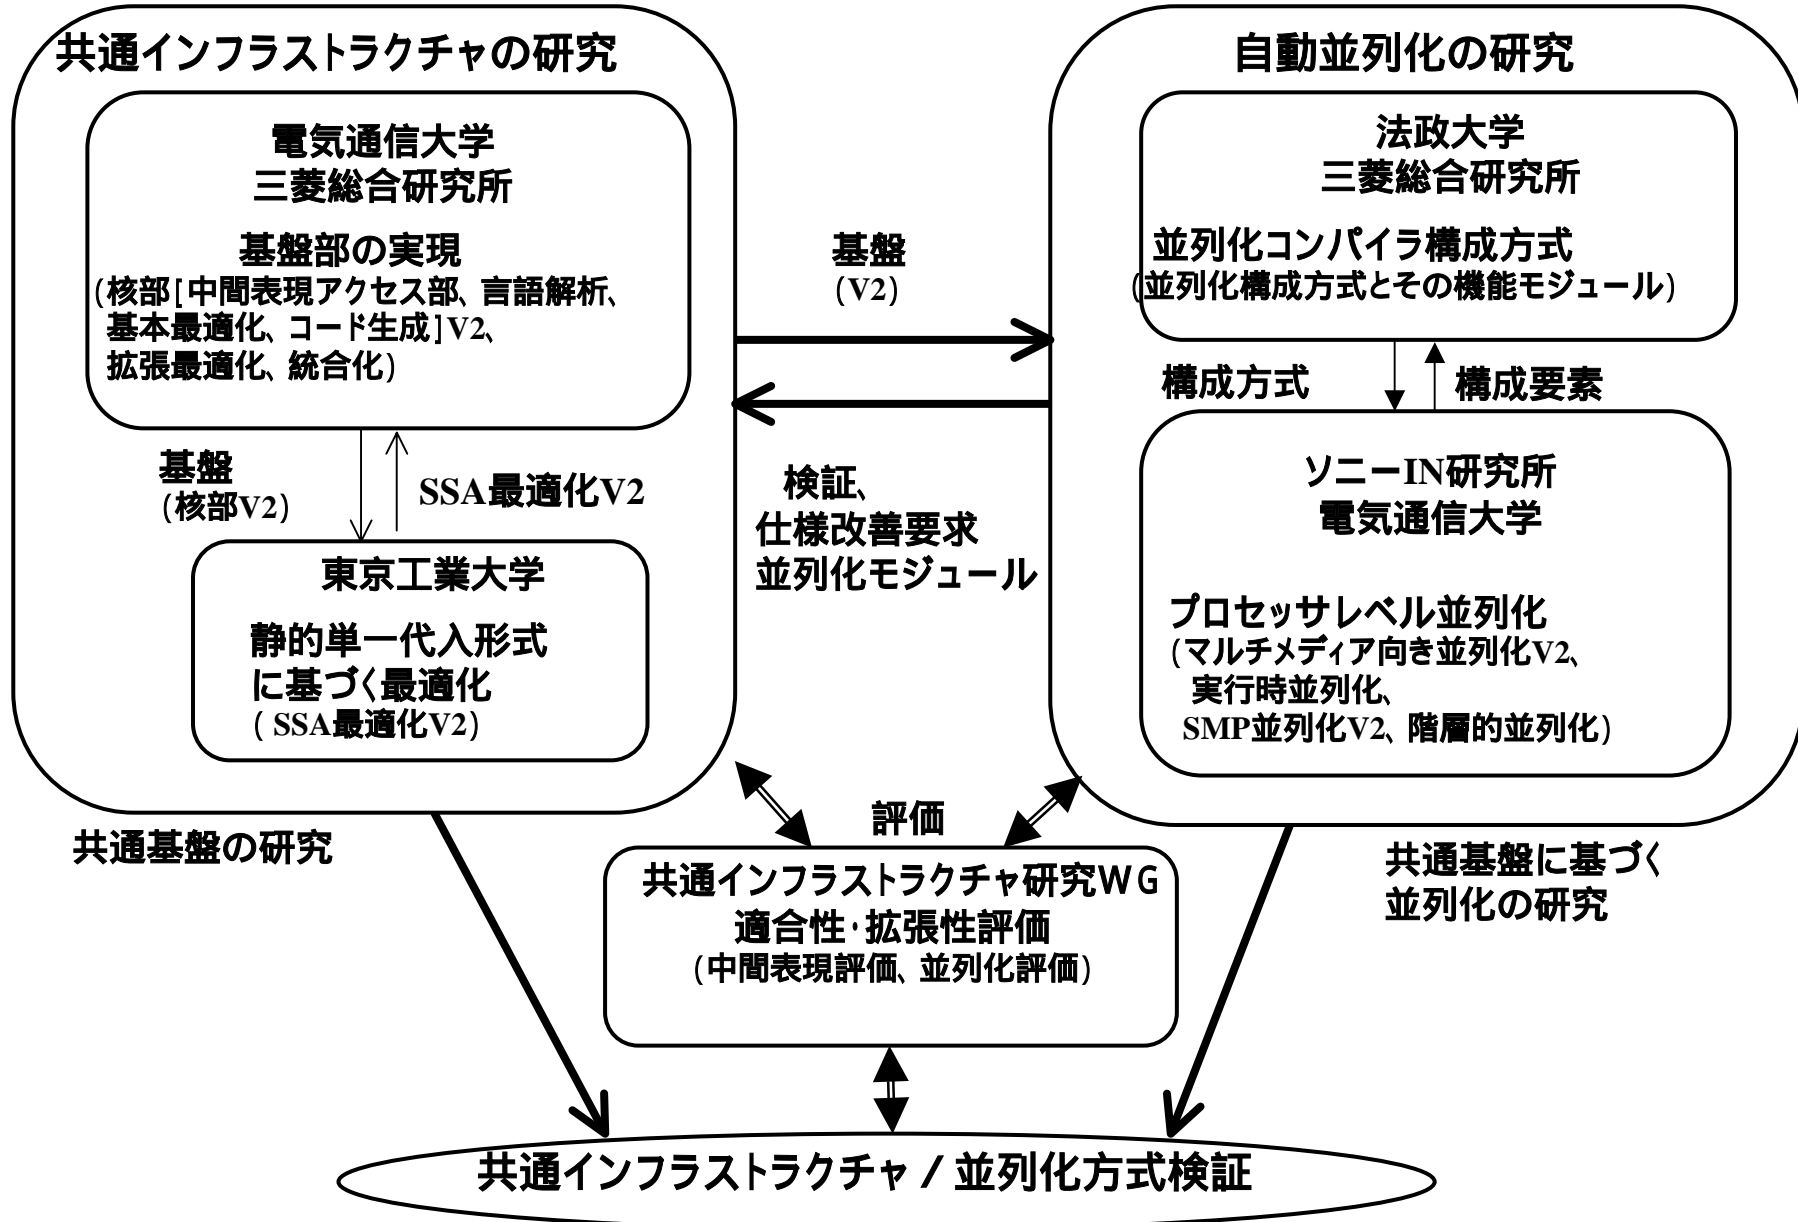 共通インフラストラクチャの研究
電気通信大学
三菱総合研究所
基盤部の実現
(核部[中間表現アクセス部、言語解析、
基本最適化、コード生成]V2、
拡張最適化、統合化)
基盤
(核部V2)
SSA最適化V2
東京工業大学
静的単一代入形式
に基づく最適化
( SSA最適化V2)
共通基盤の研究
基盤
(V2)
検証、
仕様改善要求
並列化モジュール
自動並列化の研究
法政大学
三菱総合研究所
並列化コンパイラ構成方式
(並列化構成方式とその機能モジュール)
構成方式
構成要素
ソニーIN研究所
電気通信大学
プロセッサレベル並列化
(マルチメディア向き並列化V2、
実行時並列化、
SMP並列化V2、階層的並列化)
共通基盤に基づく
並列化の研究
評価
共通インフラストラクチャ研究WG
適合性・拡張性評価
(中間表現評価、並列化評価)
共通インフラストラクチャ / 並列化方式検証